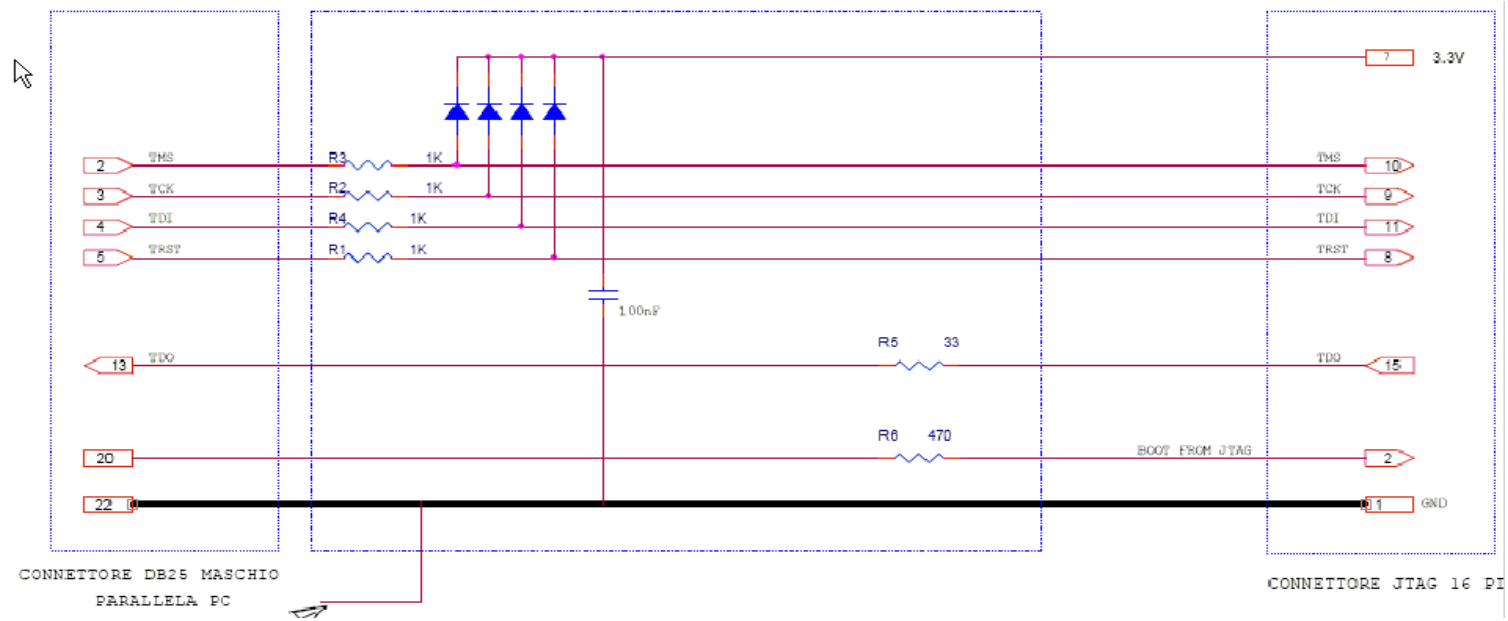 7 3.3V
2 TMS R3 1K TMS 10
3 TCK R2 1K TCK 9
4 TDI R4 1K TDI 11
5 TRST R1 1K TRST 8
100nF
13 TDO R5 33 TDO 15
20 R6 470 BOOT FROM JTAG 2
22 1 GND
CONNETTORE DB25 MASCHIO
PARALLELA PC
CONNETTORE JTAG 16 PI